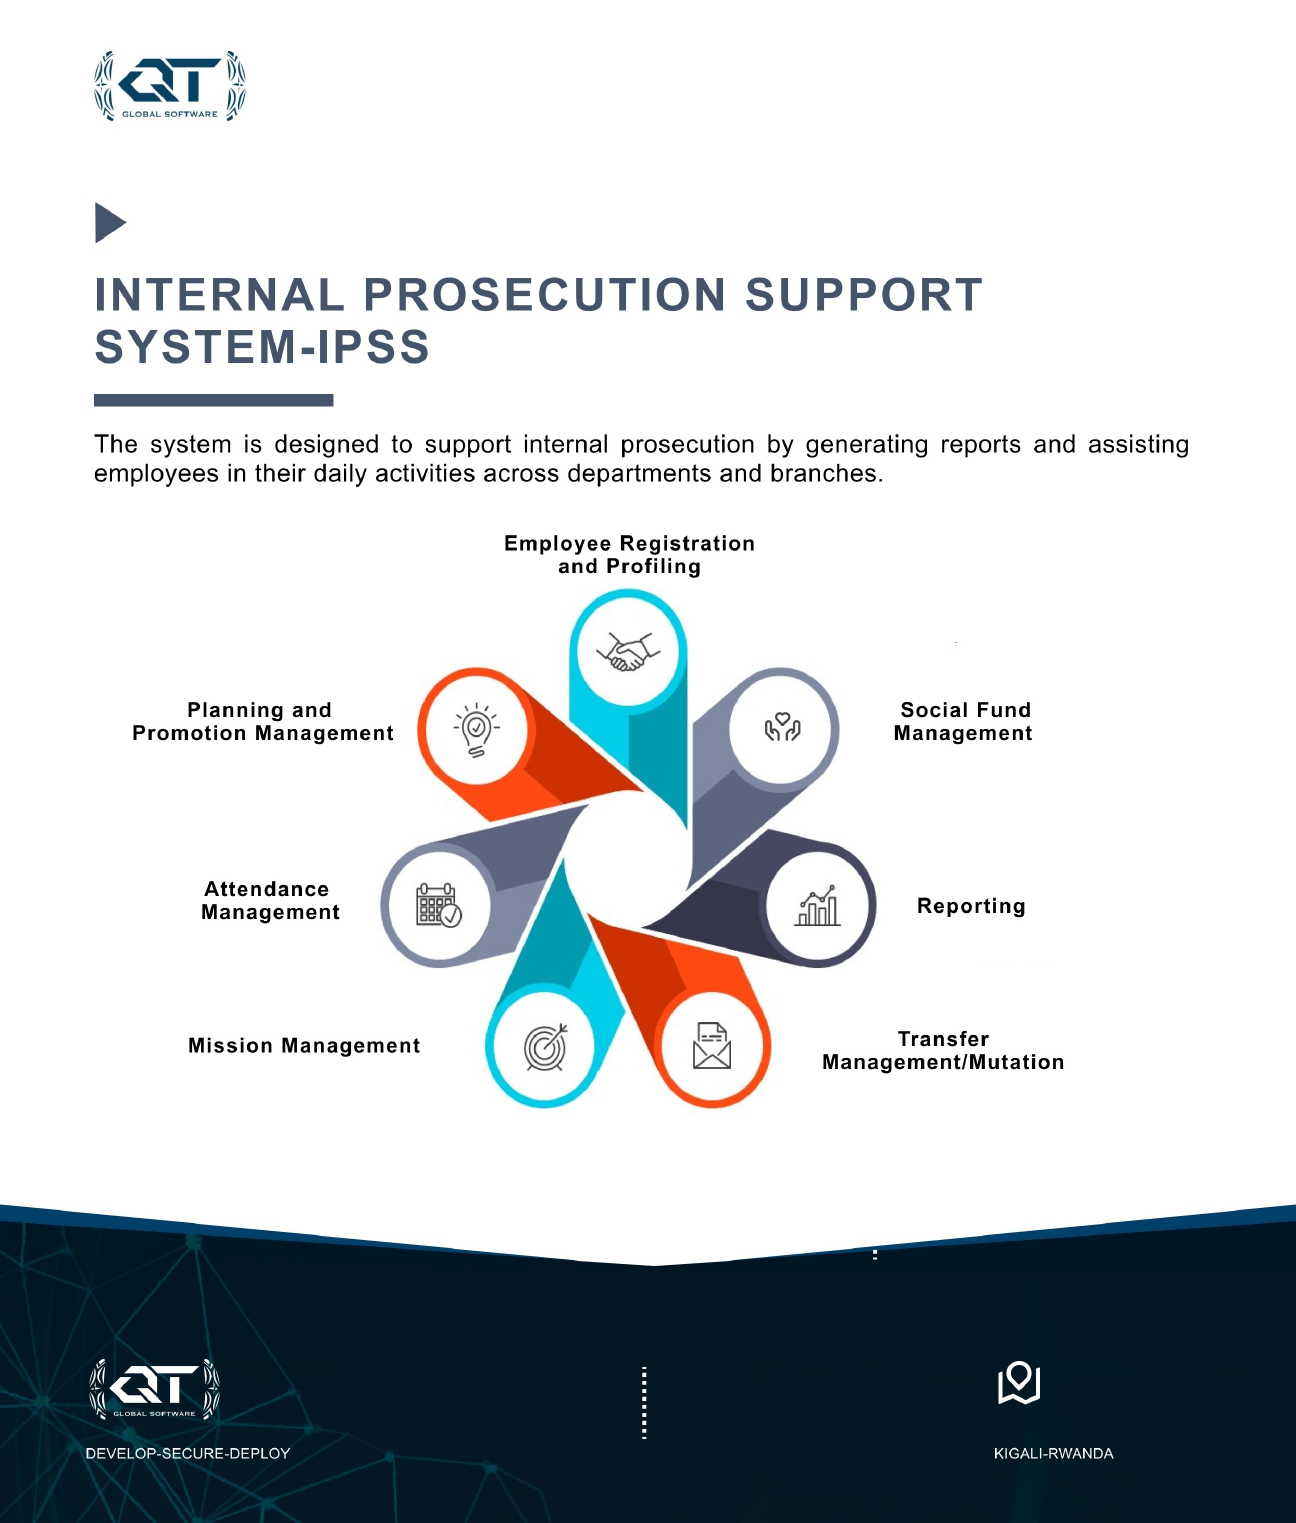 QT
GLOBAL SOFTWARE
INTERNAL PROSECUTION SUPPORT
SYSTEM-IPSS
The system is designed to support internal prosecution by generating reports and assisting
employees in their daily activities across departments and branches.
Employee Registration
and Profiling
Planning and
Promotion Management
Social Fund
Management
Attendance
Management
Reporting
Mission Management
Transfer
Management/Mutation
QT
GLOBAL SOFTWARE
DEVELOP-SECURE-DEPLOY
KIGALI-RWANDA